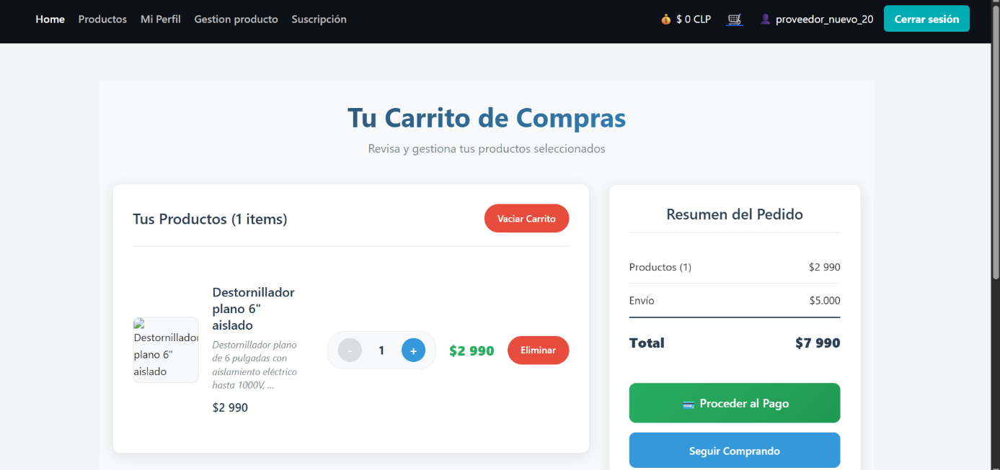 Home Productos Mi Perfil Gestion producto Suscripción $ 0 CLP proveedor_nuevo_20 Cerrar sesión
Tu Carrito de Compras
Revisa y gestiona tus productos seleccionados
Tus Productos (1 items)
Vaciar Carrito
Destornillador
plano 6"
aislado
Destornillador
plano 6"
aislado
Destornillador plano
de 6 pulgadas con
aislamiento eléctrico
hasta 1000V, ...
$2 990
- 1 +
$2 990
Eliminar
Resumen del Pedido
Productos (1) $2 990
Envío $5.000
Total $7 990
Proceder al Pago
Seguir Comprando